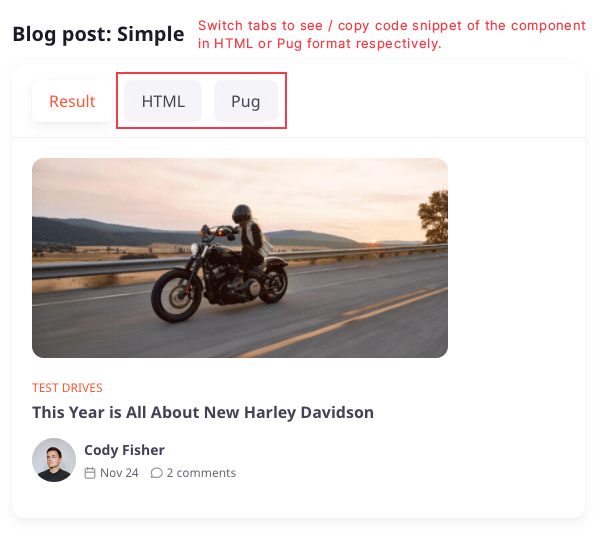 Blog post: Simple
Switch tabs to see / copy code snippet of the component
in HTML or Pug format respectively.
Result HTML Pug
TEST DRIVES
This Year is All About New Harley Davidson
Cody Fisher
Nov 24 2 comments